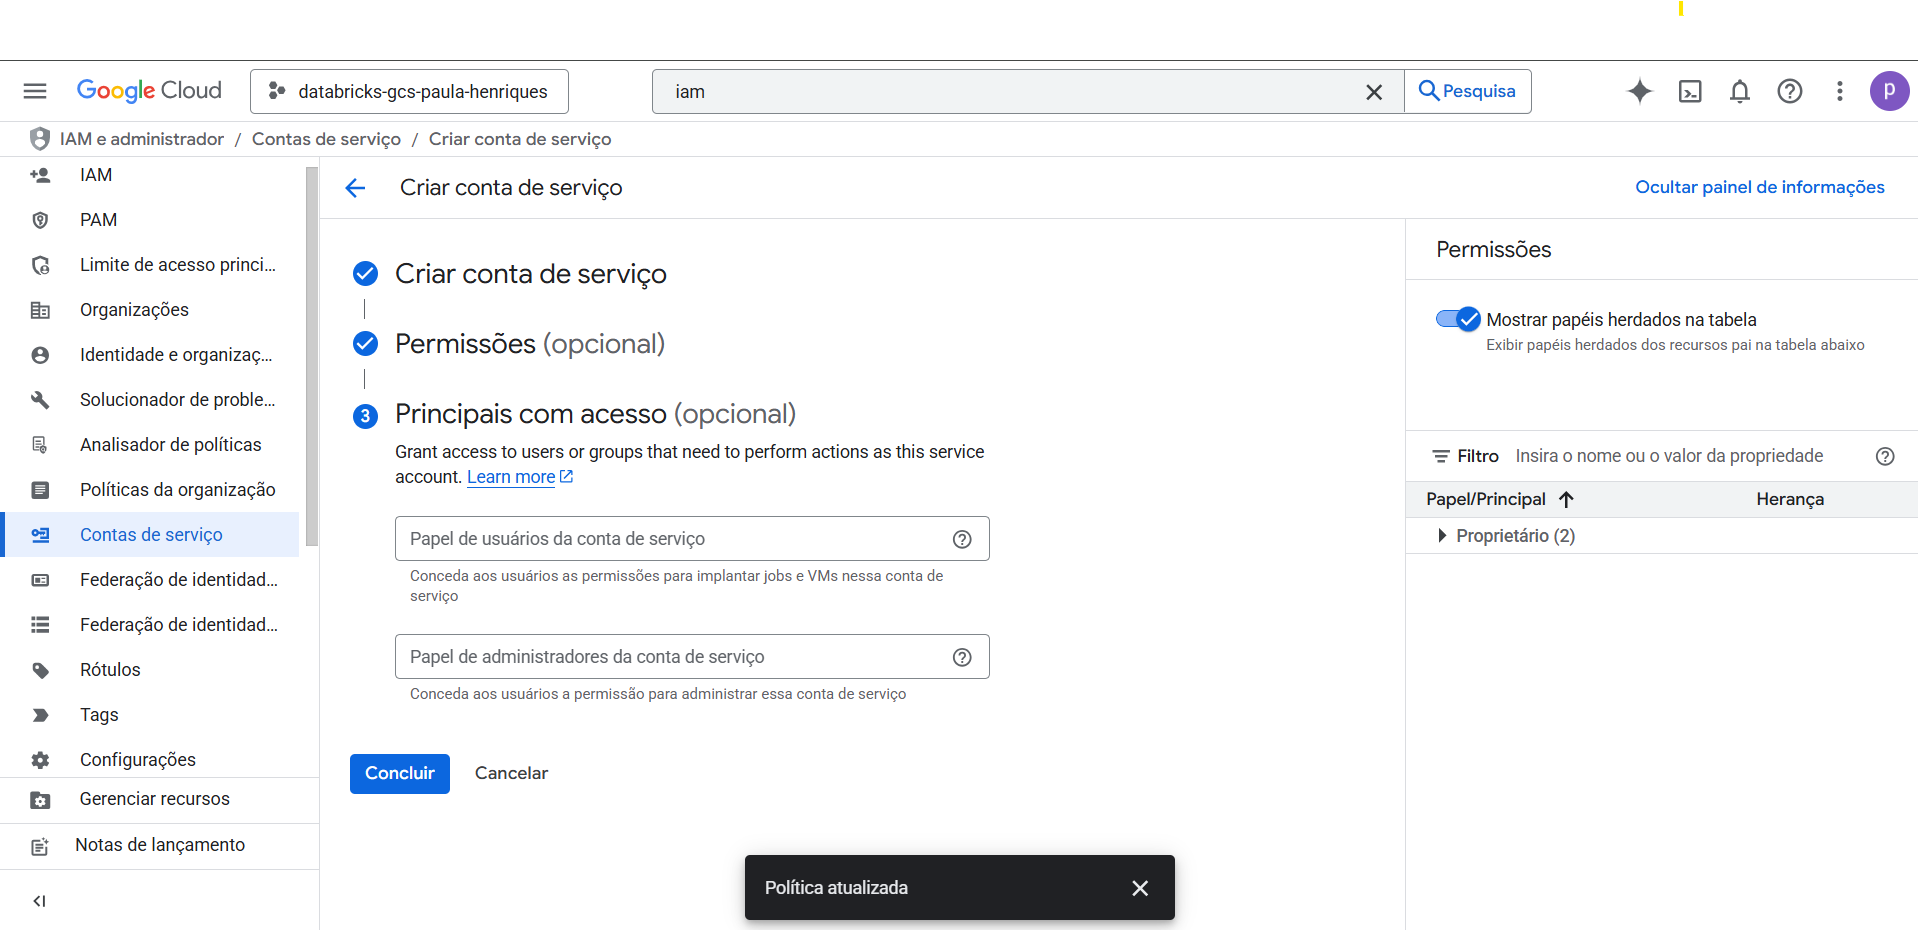 Google Cloud
databricks-gcs-paula-henriques
iam
Pesquisa
p
IAM e administrador / Contas de serviço / Criar conta de serviço
IAM
PAM
Limite de acesso princi...
Organizações
Identidade e organizaç...
Solucionador de proble...
Analisador de políticas
Políticas da organização
Contas de serviço
Federação de identidad...
Federação de identidad...
Rótulos
Tags
Configurações
Gerenciar recursos
Notas de lançamento
Criar conta de serviço
Ocultar painel de informações
Criar conta de serviço
Permissões (opcional)
3 Principais com acesso (opcional)
Grant access to users or groups that need to perform actions as this service
account. Learn more
Papel de usuários da conta de serviço
Conceda aos usuários as permissões para implantar jobs e VMs nessa conta de
serviço
Papel de administradores da conta de serviço
Conceda aos usuários a permissão para administrar essa conta de serviço
Concluir
Cancelar
Permissões
Mostrar papéis herdados na tabela
Exibir papéis herdados dos recursos pai na tabela abaixo
Filtro Insira o nome ou o valor da propriedade
Papel/Principal Herança
Proprietário (2)
Política atualizada